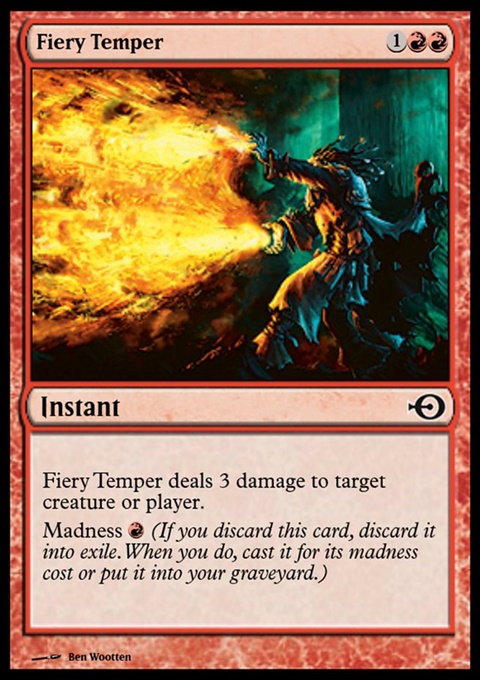 Fiery Temper 1
Instant
Fiery Temper deals 3 damage to target
creature or player.
Madness (If you discard this card, discard it
into exile. When you do, cast it for its madness
cost or put it into your graveyard.)
Ben Wootten